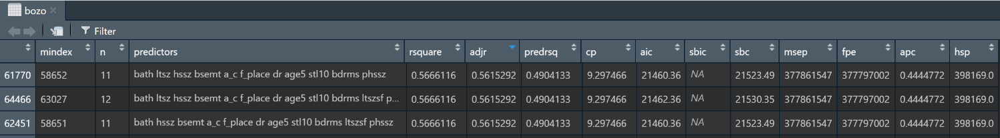 bozo
Filter
mindex n predictors rsquare adjr predrsq cp aic sbic sbc msep fpe apc hsp
61770 58652 11 bath ltsz hssz bsemt a_c f_place dr age5 stl10 bdrms phssz 0.5666116 0.5615292 0.4904133 9.297466 21460.36 NA 21523.49 377861547 377797002 0.4444772 398169.0
64466 63027 12 bath ltsz hssz bsemt a_c f_place dr age5 stl10 bdrms ltszsf p... 0.5666116 0.5615292 0.4904133 9.297466 21462.36 NA 21530.35 377861547 377797002 0.4444772 398169.0
62451 58651 11 bath hssz bsemt a_c f_place dr age5 stl10 bdrms ltszsf phssz 0.5666116 0.5615292 0.4904133 9.297466 21460.36 NA 21523.49 377861547 377797002 0.4444772 398169.0